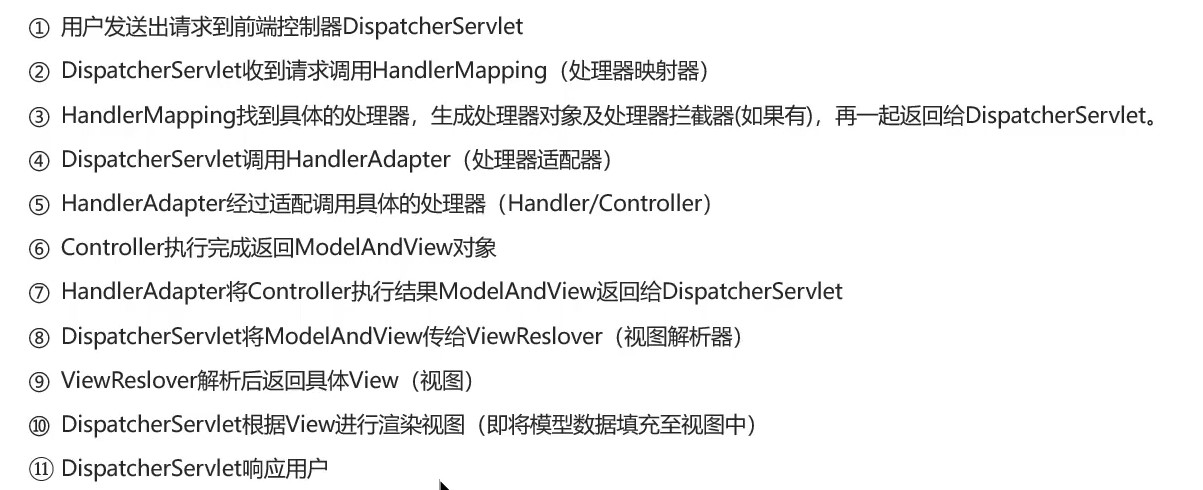 ① 用户发送出请求到前端控制器DispatcherServlet
② DispatcherServlet收到请求调用HandlerMapping（处理器映射器）
③ HandlerMapping找到具体的处理器，生成处理器对象及处理器拦截器(如果有)，再一起返回给DispatcherServlet。
④ DispatcherServlet调用HandlerAdapter（处理器适配器）
⑤ HandlerAdapter经过适配调用具体的处理器（Handler/Controller）
⑥ Controller执行完成返回ModelAndView对象
⑦ HandlerAdapter将Controller执行结果ModelAndView返回给DispatcherServlet
⑧ DispatcherServlet将ModelAndView传给ViewReslover（视图解析器）
⑨ ViewReslover解析后返回具体View（视图）
⑩ DispatcherServlet根据View进行渲染视图（即将模型数据填充至视图中）
⑪ DispatcherServlet响应用户